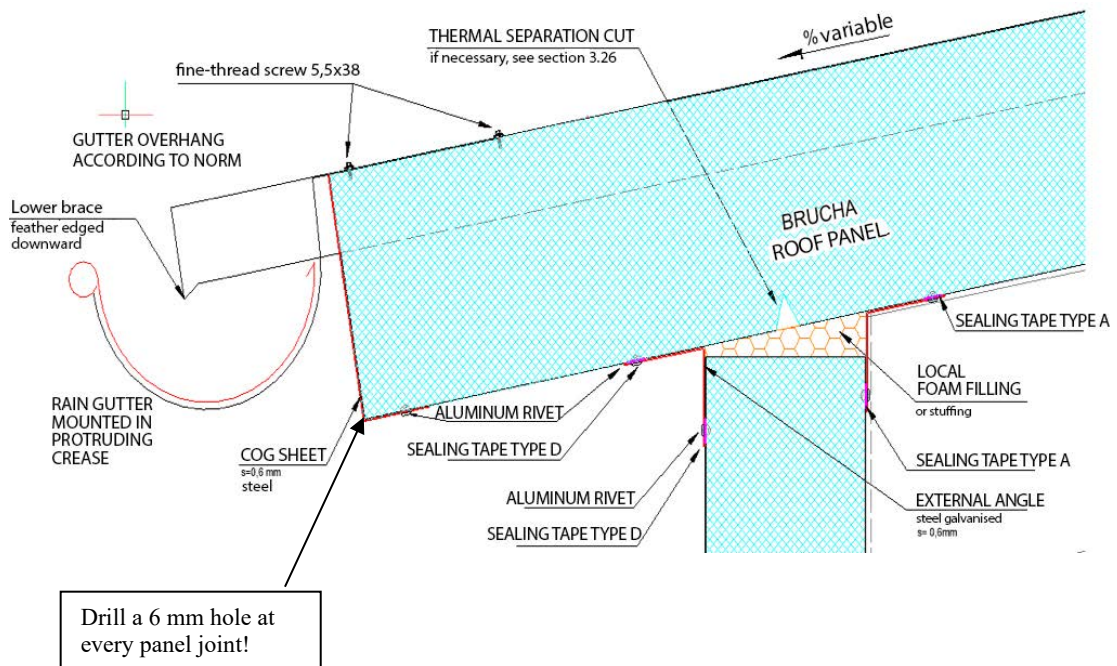 THERMAL SEPARATION CUT
if necessary, see section 3.26
% variable
fine-thread screw 5,5x38
GUTTER OVERHANG
ACCORDING TO NORM
Lower brace
feather edged
downward
BRUCHA
ROOF PANEL
SEALING TAPE TYPE A
LOCAL
FOAM FILLING
or stuffing
RAIN GUTTER
MOUNTED IN
PROTRUDING
CREASE
COG SHEET
s=0,6 mm
steel
ALUMINUM RIVET
SEALING TAPE TYPE D
SEALING TAPE TYPE A
ALUMINUM RIVET
SEALING TAPE TYPE D
EXTERNAL ANGLE
steel galvanised
s= 0,6mm
Drill a 6 mm hole at
every panel joint!